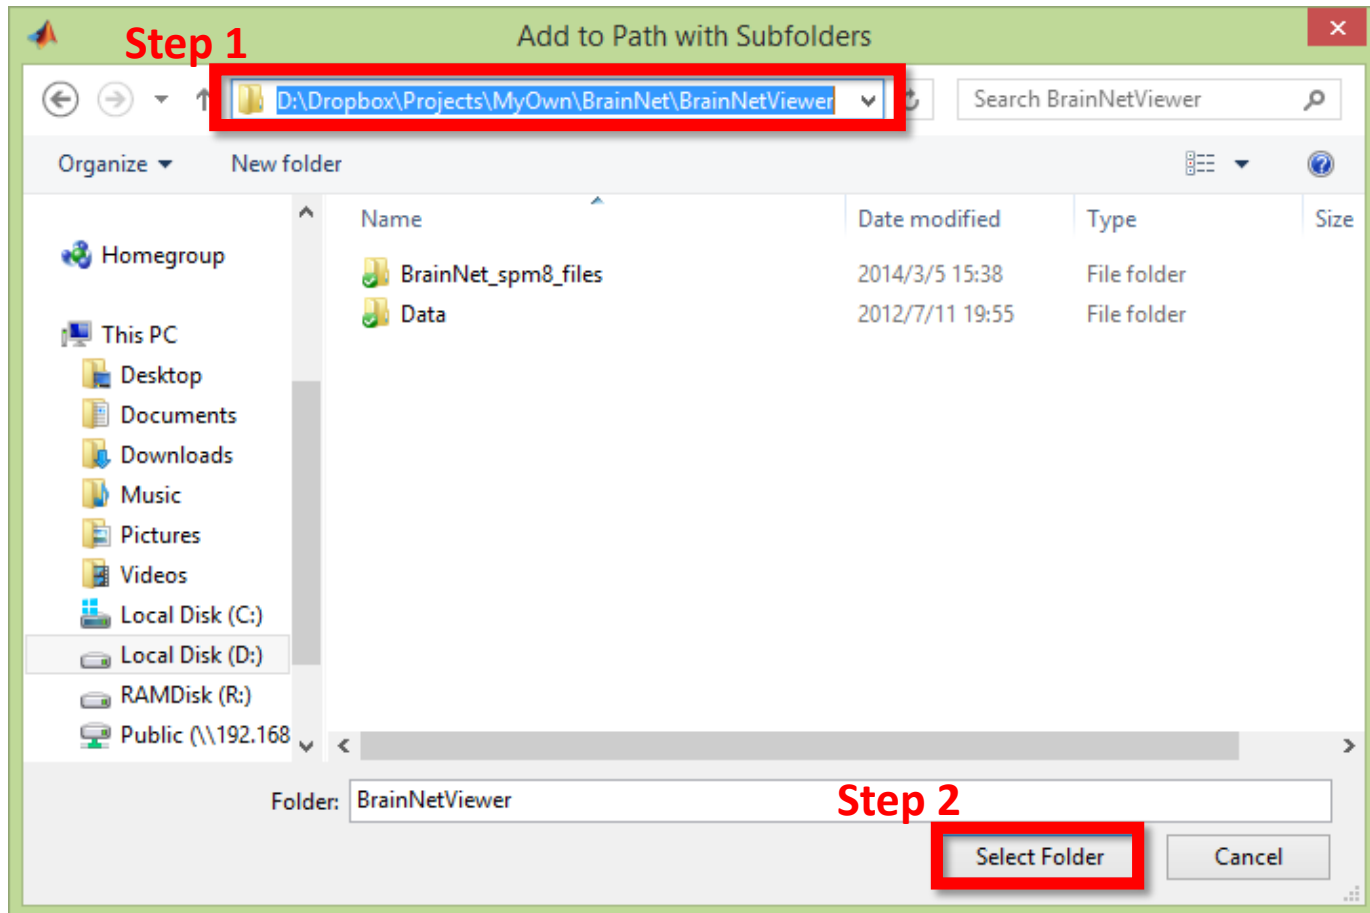 Step 1
Add to Path with Subfolders
D:\Dropbox\Projects\MyOwn\BrainNet\BrainNetViewer
Search BrainNetViewer
Organize
New folder
Name
Date modified
Type
Size
Homegroup
BrainNet_spm8_files
2014/3/5 15:38
File folder
Data
2012/7/11 19:55
File folder
This PC
Desktop
Documents
Downloads
Music
Pictures
Videos
Local Disk (C:)
Local Disk (D:)
RAMDisk (R:)
Public (\\192.168
Folder:
BrainNetViewer
Step 2
Select Folder
Cancel